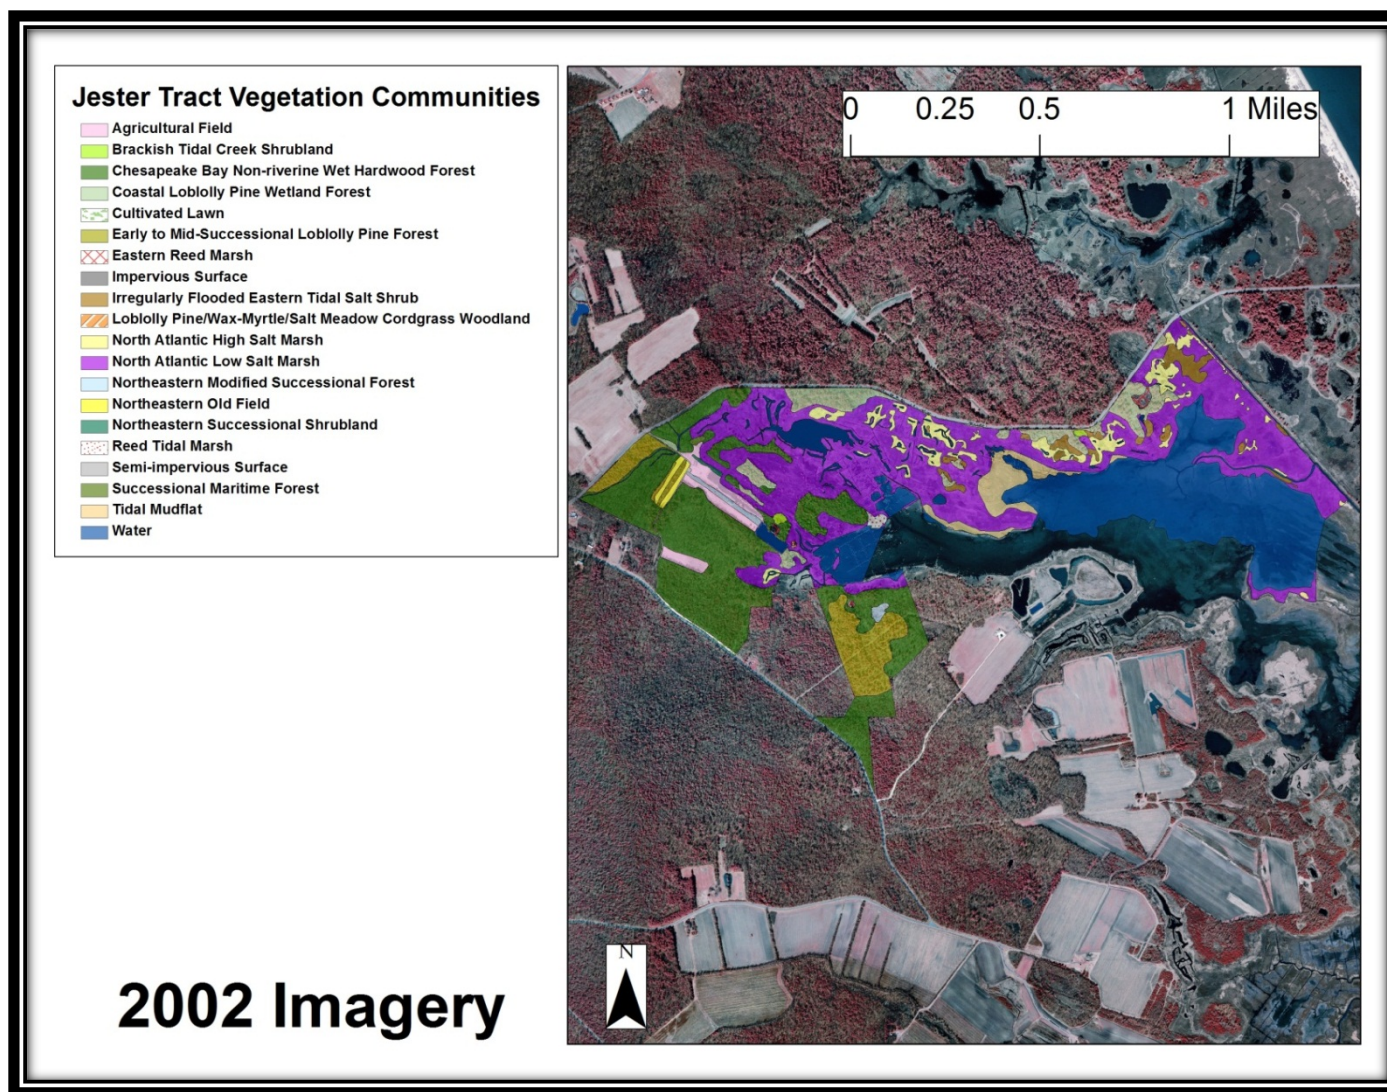 Jester Tract Vegetation Communities
Agricultural Field
Brackish Tidal Creek Shrubland
Chesapeake Bay Non-riverine Wet Hardwood Forest
Coastal Loblolly Pine Wetland Forest
Cultivated Lawn
Early to Mid-Successional Loblolly Pine Forest
Eastern Reed Marsh
Impervious Surface
Irregularly Flooded Eastern Tidal Salt Shrub
Loblolly Pine/Wax-Myrtle/Salt Meadow Cordgrass Woodland
North Atlantic High Salt Marsh
North Atlantic Low Salt Marsh
Northeastern Modified Successional Forest
Northeastern Old Field
Northeastern Successional Shrubland
Reed Tidal Marsh
Semi-impervious Surface
Successional Maritime Forest
Tidal Mudflat
Water
0 0.25 0.5 1 Miles
N
2002 Imagery